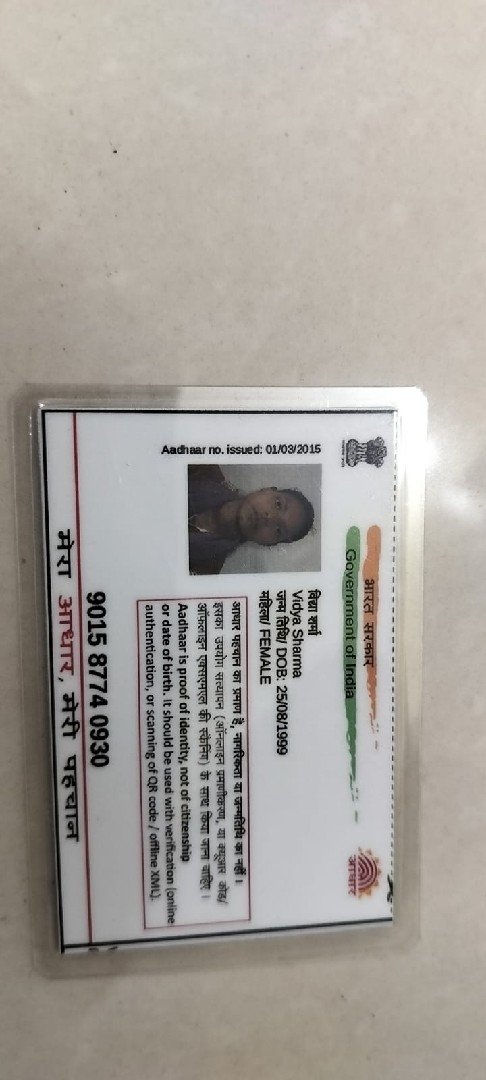 भारत सरकार
Government of India
आधार
Aadhaar no. issued: 01/03/2015
विद्या शर्मा
Vidya Sharma
जन्म तिथि/ DOB: 25/08/1999
महिला/ FEMALE
आधार पहचान का प्रमाण है, नागरिकता या जन्मतिथि का नहीं ।
इसका उपयोग सत्यापन (ऑनलाइन प्रमाणीकरण, या क्यूआर कोड/
ऑफलाइन एक्सएमएल की स्कैनिंग) के साथ किया जाना चाहिए ।
Aadhaar is proof of identity, not of citizenship
or date of birth. It should be used with verification (online
authentication, or scanning of QR code / offline XML).
9015 8774 0930
मेरा आधार, मेरी पहचान